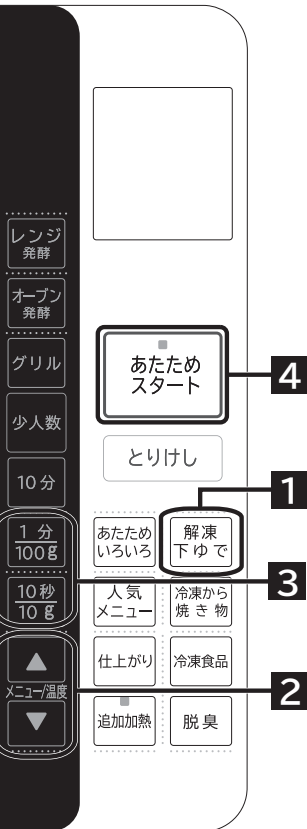 レンジ
発酵
オーブン
発酵
グリル
少人数
10分
1分
100g
10秒
10g
▲
メニュー/温度
▼
あたため
スタート
とりけし
あたため
いろいろ
解凍
下ゆで
人気
メニュー
冷凍から
焼き物
仕上がり
冷凍食品
追加加熱
脱臭
4
1
3
2